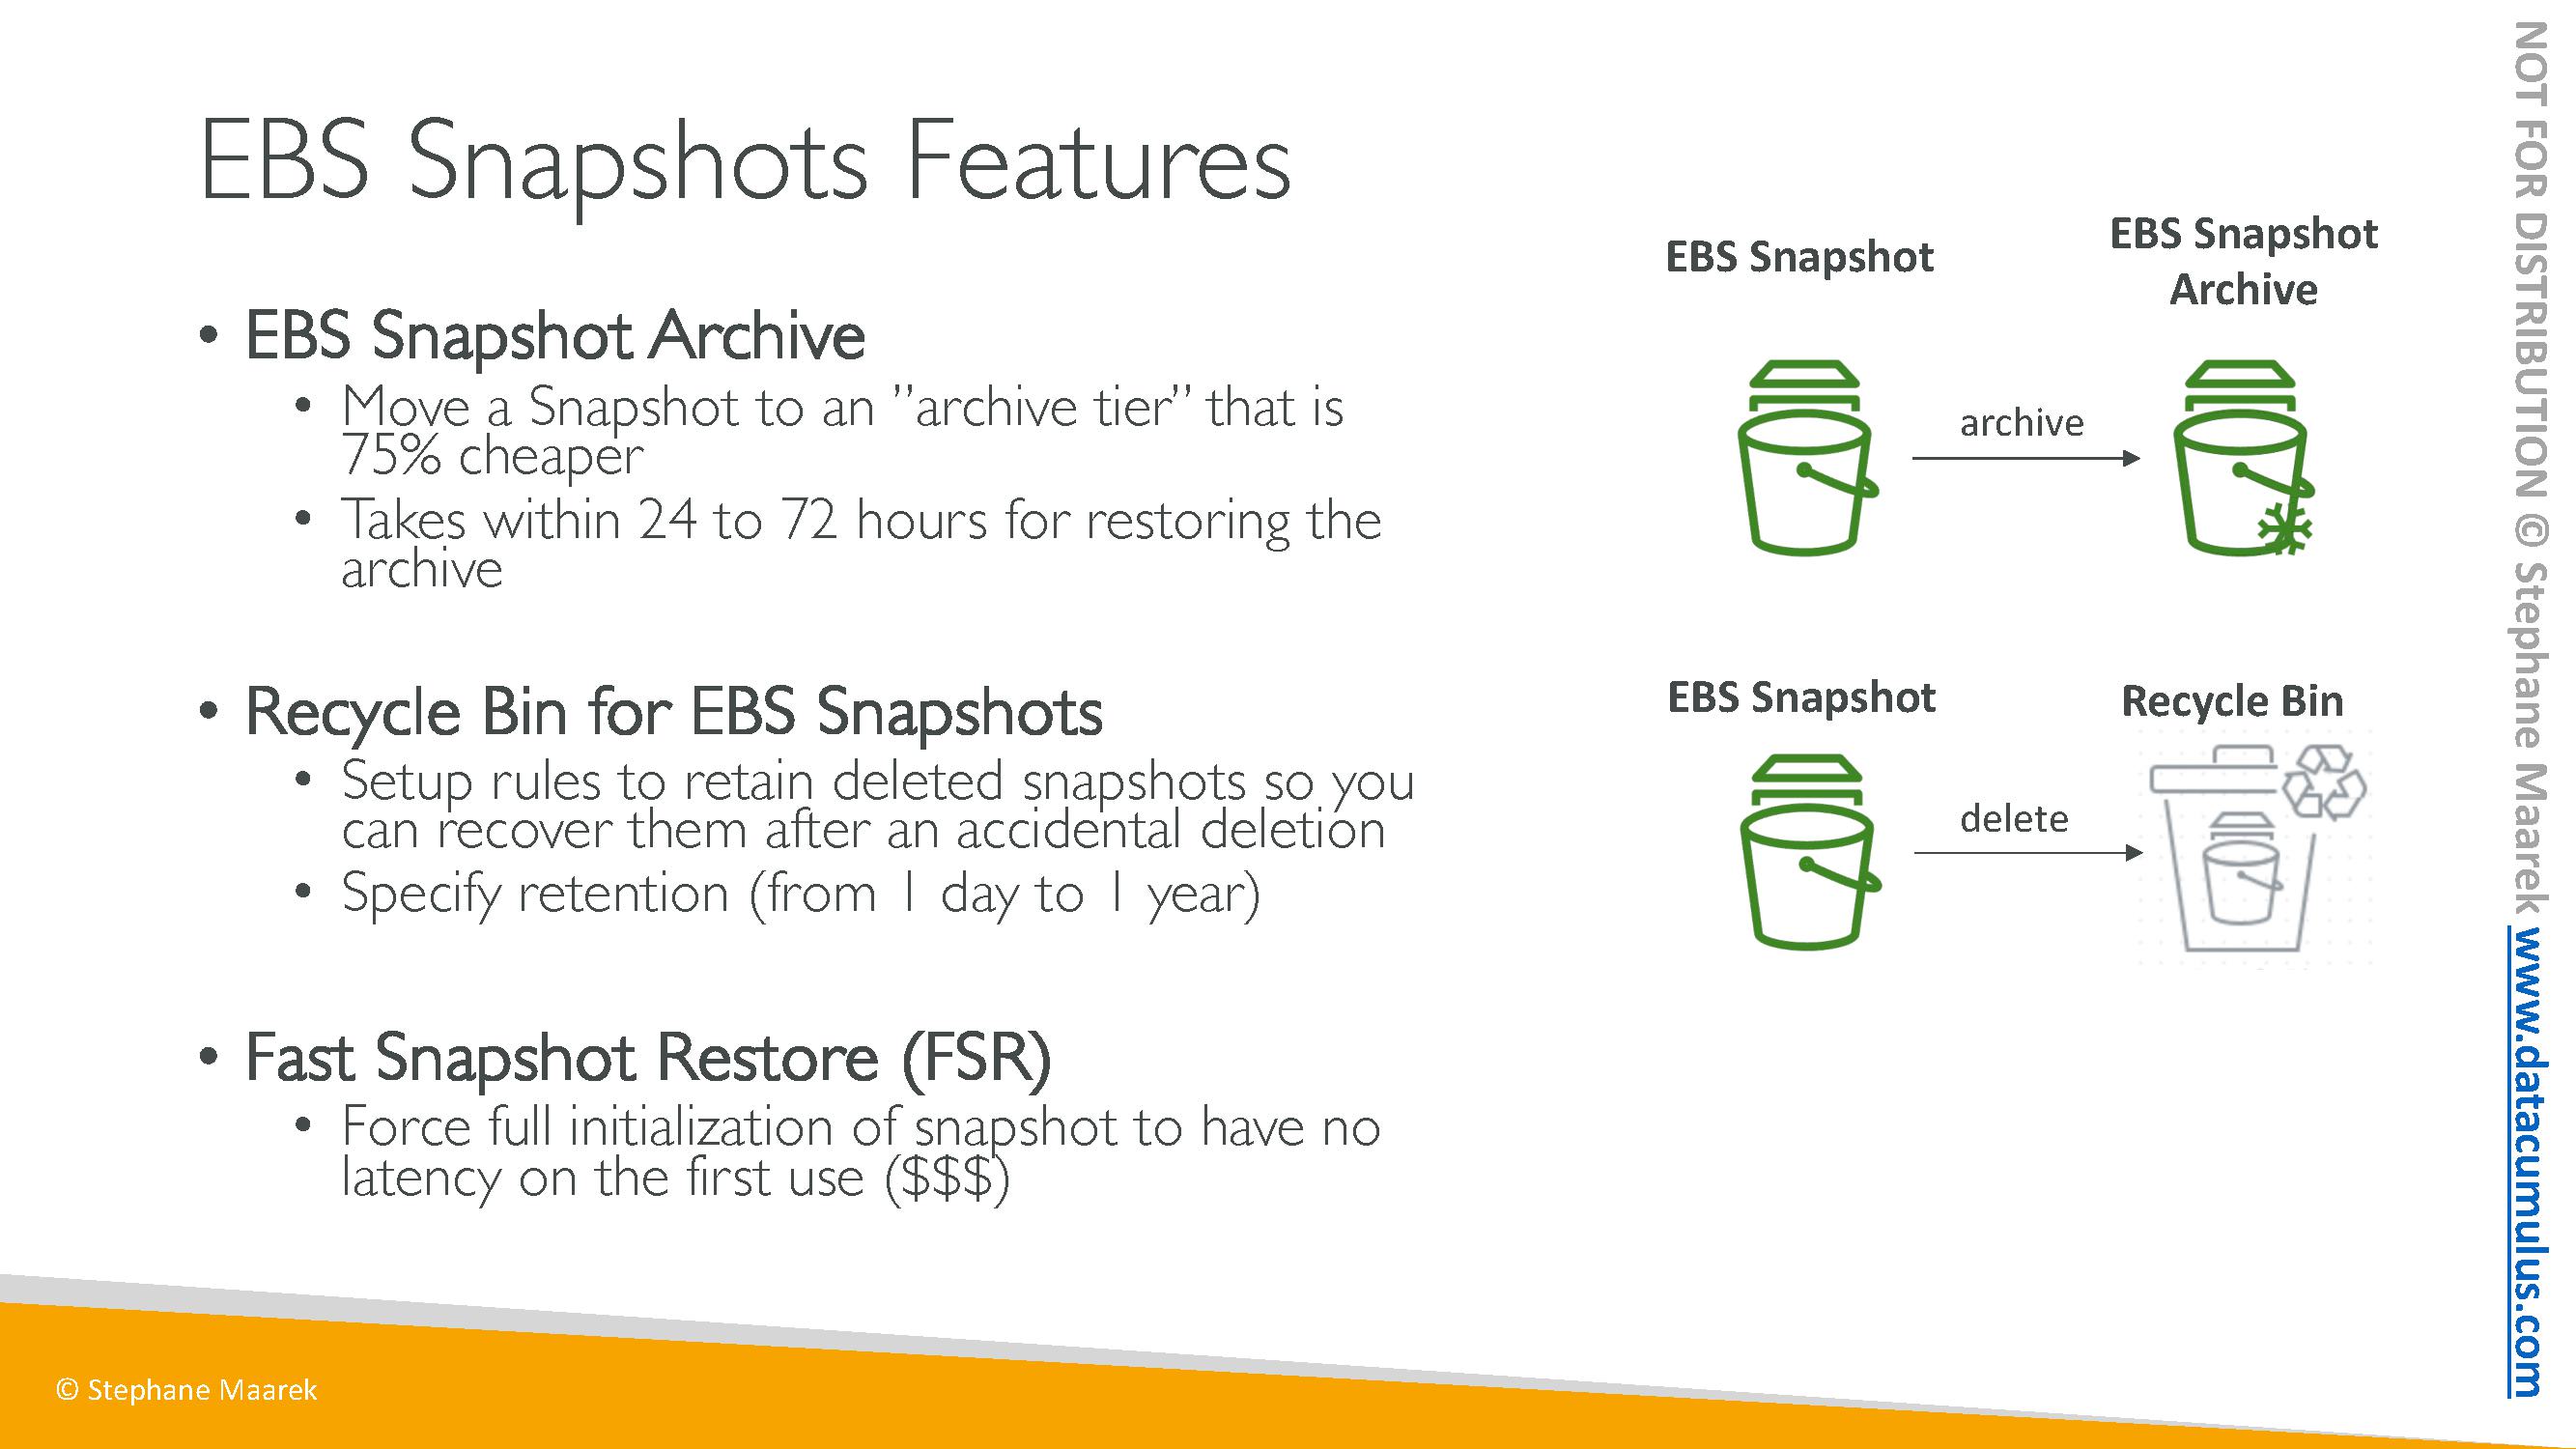 EBS Snapshots Features
• EBS Snapshot Archive
• Move a Snapshot to an ”archive tier” that is
75% cheaper
• Takes within 24 to 72 hours for restoring the
archive
• Recycle Bin for EBS Snapshots
• Setup rules to retain deleted snapshots so you
can recover them after an accidental deletion
• Specify retention (from 1 day to 1 year)
• Fast Snapshot Restore (FSR)
• Force full initialization of snapshot to have no
latency on the first use ($$$)
EBS Snapshot
EBS Snapshot
Archive
archive
EBS Snapshot
Recycle Bin
delete
© Stephane Maarek
NOT FOR DISTRIBUTION © Stephane Maarek www.datacumulus.com